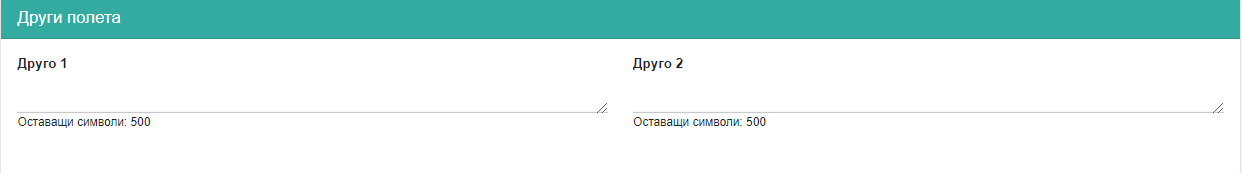 Други полета
Друго 1
Друго 2
Оставащи символи: 500
Оставащи символи: 500